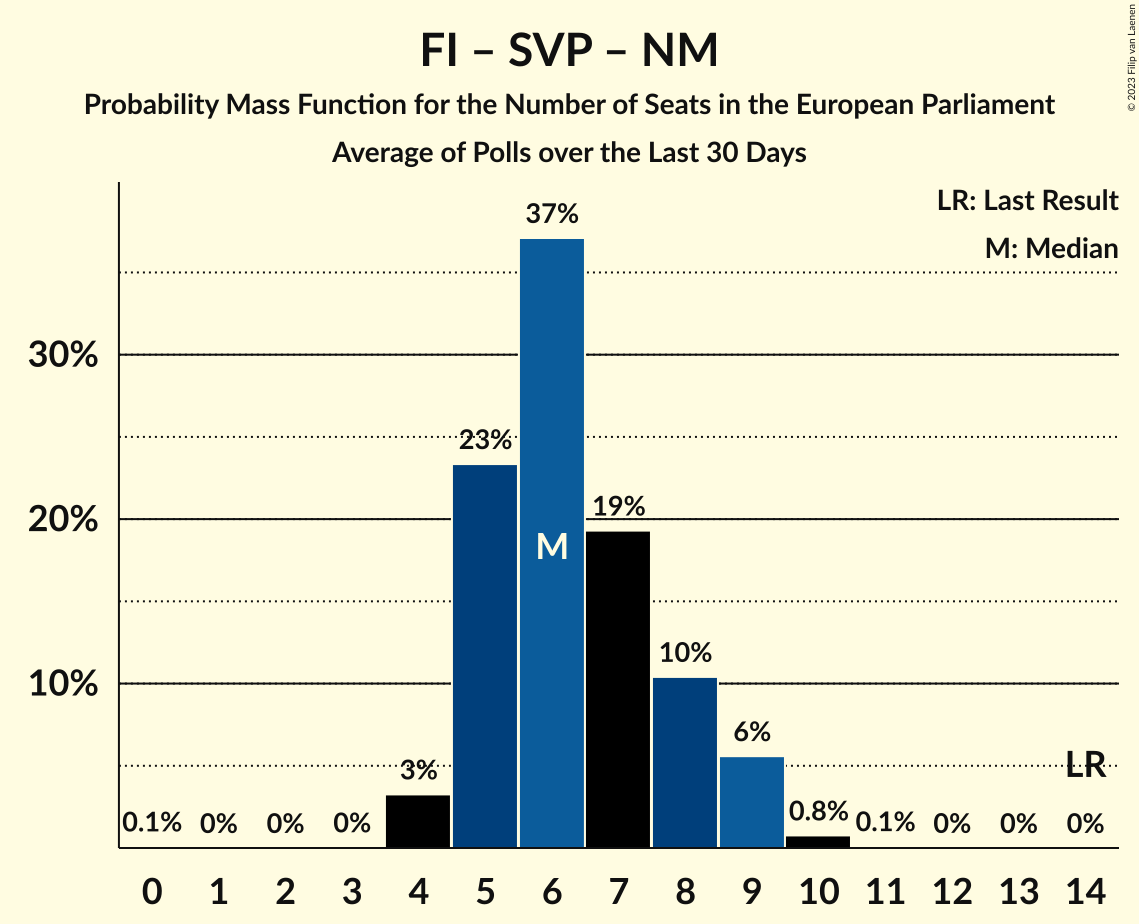 FI – SVP – NM
Probability Mass Function for the Number of Seats in the European Parliament
Average of Polls over the Last 30 Days
© 2023 Filip van Laenen
LR: Last Result
M: Median
37%
30%
23%
20%
19%
M
10%
10%
6%
3%
LR
0.1% 0% 0% 0% 0.8% 0.1% 0% 0% 0%
0 1 2 3 4 5 6 7 8 9 10 11 12 13 14